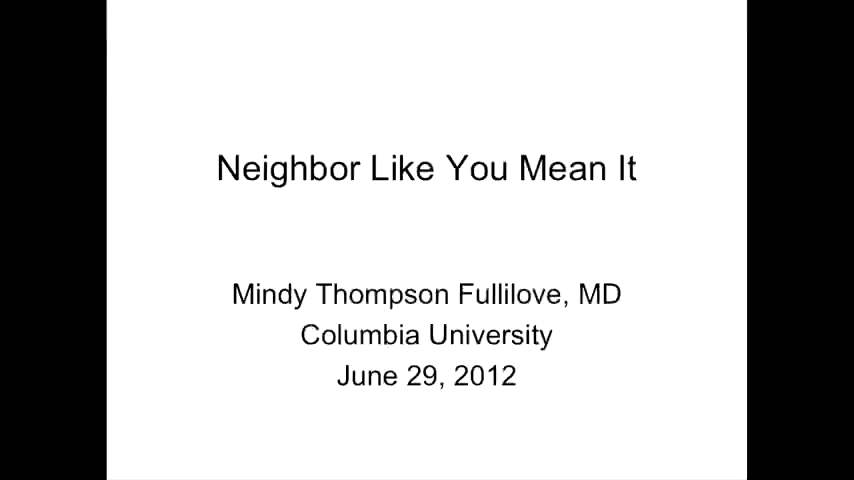 Neighbor Like You Mean It
Mindy Thompson Fullilove, MD
Columbia University
June 29, 2012